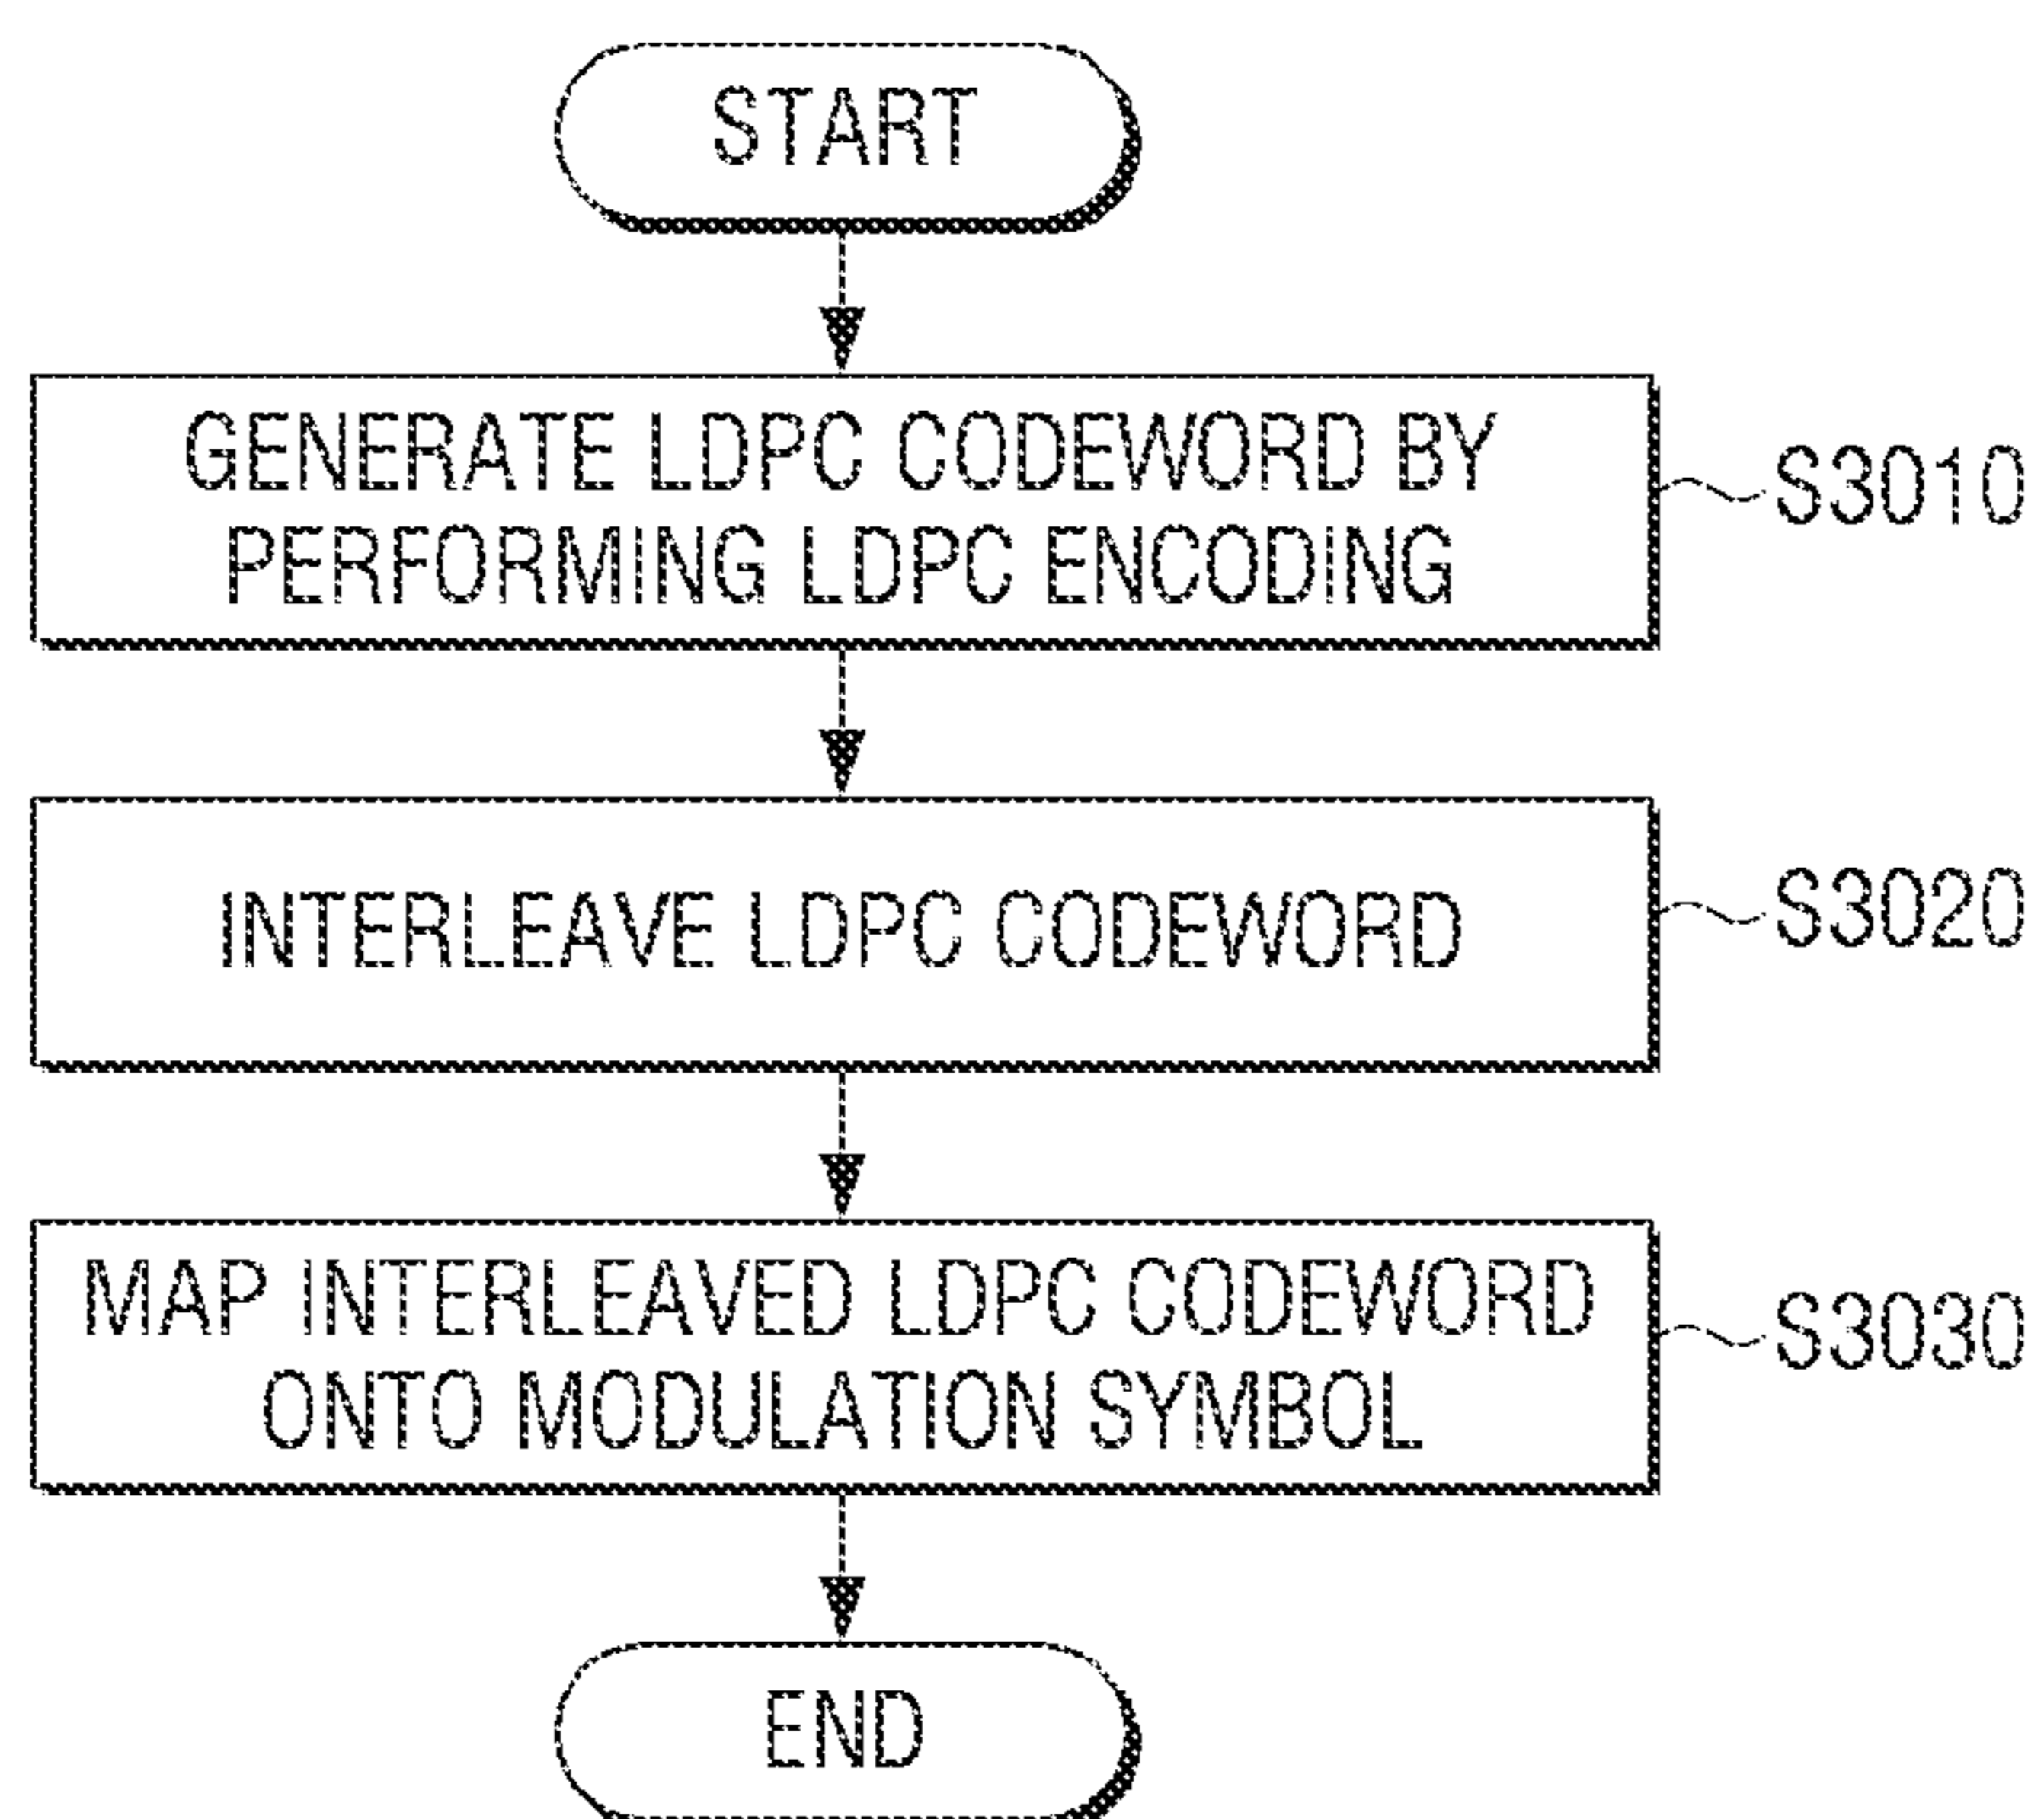 START
GENERATE LDPC CODEWORD BY
PERFORMING LDPC ENCODING
S3010
INTERLEAVE LDPC CODEWORD
S3020
MAP INTERLEAVED LDPC CODEWORD
ONTO MODULATION SYMBOL
S3030
END